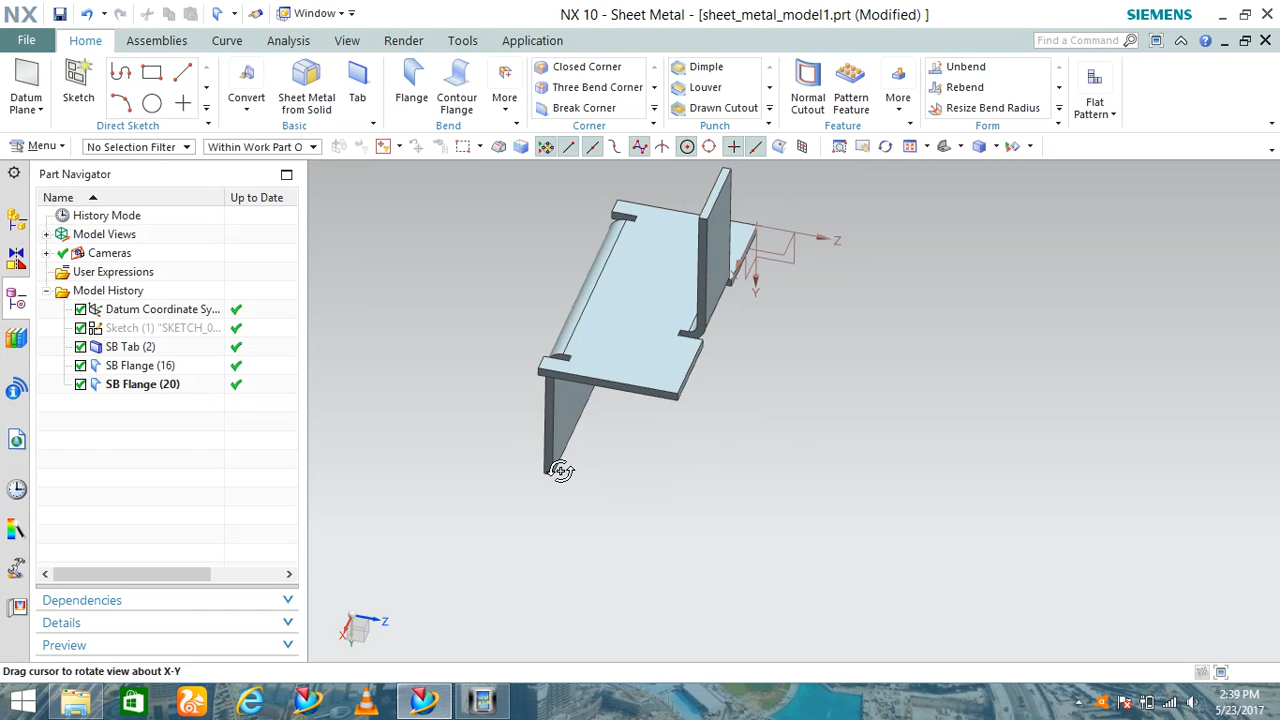 NX Window NX 10 - Sheet Metal - [sheet_metal_model1.prt (Modified) ] SIEMENS
File Home Assemblies Curve Analysis View Render Tools Application Find a Command
Datum Plane Sketch Convert Sheet Metal from Solid Tab Flange Contour Flange More Closed Corner Three Bend Corner Break Corner Dimple Louver Drawn Cutout Normal Cutout Pattern Feature More Unbend Rebend Resize Bend Radius Flat Pattern
Direct Sketch Basic Bend Corner Punch Feature Form
Menu No Selection Filter Within Work Part O
Part Navigator
Name Up to Date
History Mode
Model Views
Cameras
User Expressions
Model History
Datum Coordinate Sy...
Sketch (1) "SKETCH_0...
SB Tab (2)
SB Flange (16)
SB Flange (20)
Z
Y
Dependencies
Details
Preview
X Y Z
Drag cursor to rotate view about X-Y
2:39 PM
5/23/2017